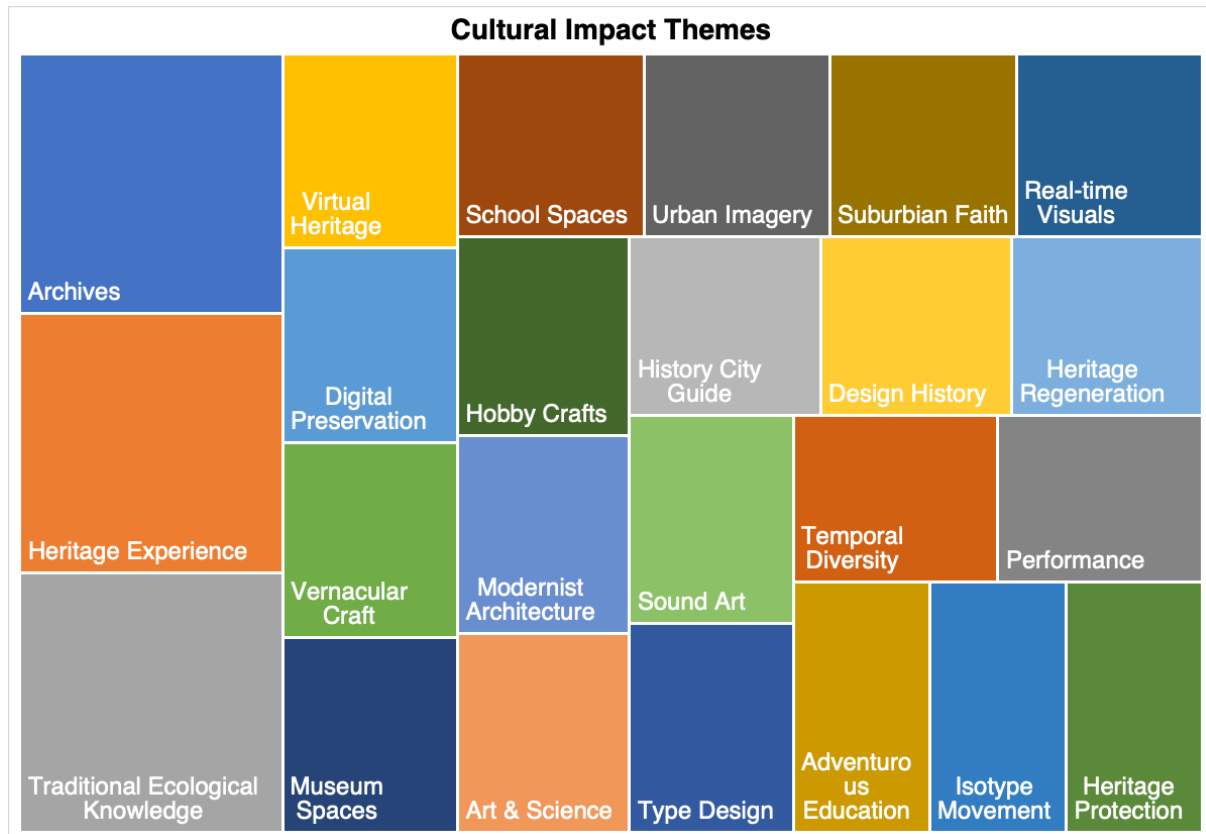 Cultural Impact Themes
Archives
Heritage Experience
Traditional Ecological
Knowledge
Virtual
Heritage
Digital
Preservation
Vernacular
Craft
Museum
Spaces
School Spaces
Urban Imagery
Suburbian Faith
Real-time
Visuals
Hobby Crafts
History City
Guide
Design History
Heritage
Regeneration
Modernist
Architecture
Sound Art
Temporal
Diversity
Performance
Art & Science
Type Design
Adventuro
us
Education
Isotype
Movement
Heritage
Protection